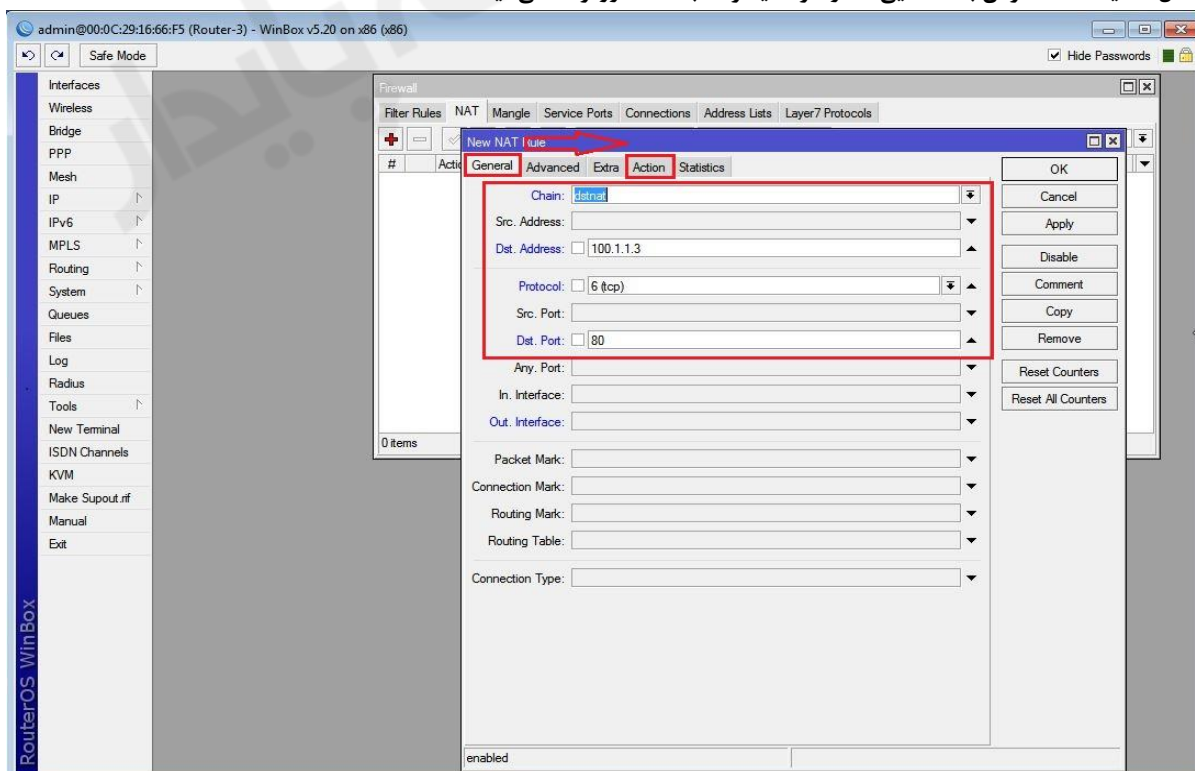 admin@00:0C:29:16:66:F5 (Router-3) - WinBox v5.20 on x86 (x86)
Safe Mode
Hide Passwords
Interfaces
Wireless
Bridge
PPP
Mesh
IP
IPv6
MPLS
Routing
System
Queues
Files
Log
Radius
Tools
New Terminal
ISDN Channels
KVM
Make Supout.rif
Manual
Exit
RouterOS WinBox
Firewall
Filter Rules NAT Mangle Service Ports Connections Address Lists Layer7 Protocols
#
0 items
New NAT Rule
General Advanced Extra Action Statistics
Chain: dstnat
Src. Address:
Dst. Address: 100.1.1.3
Protocol: 6 (tcp)
Src. Port:
Dst. Port: 80
Any. Port:
In. Interface:
Out. Interface:
Packet Mark:
Connection Mark:
Routing Mark:
Routing Table:
Connection Type:
enabled
OK
Cancel
Apply
Disable
Comment
Copy
Remove
Reset Counters
Reset All Counters